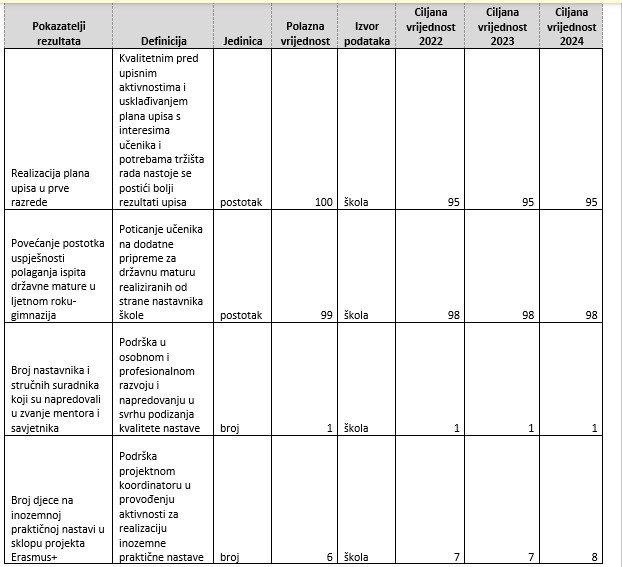 Pokazatelji
rezultata
Definicija
Jedinica
Polazna
vrijednost
Izvor
podataka
Ciljana
vrijednost
2022
Ciljana
vrijednost
2023
Ciljana
vrijednost
2024
Realizacija plana
upisa u prve
razrede
Kvalitetnim pred
upisnim
aktivnostima i
usklađivanjem
plana upisa s
interesima
učenika i
potrebama tržišta
rada nastoje se
postići bolji
rezultati upisa
postotak
100
škola
95
95
95
Povećanje postotka
uspješnosti
polaganja ispita
državne mature u
ljetnom roku-
gimnazija
Poticanje učenika
na dodatne
pripreme za
državnu maturu
realiziranih od
strane nastavnika
škole
postotak
99
škola
98
98
98
Broj nastavnika i
stručnih suradnika
koji su napredovali
u zvanje mentora i
savjetnika
Podrška u
osobnom i
profesionalnom
razvoju i
napredovanju u
svrhu podizanja
kvalitete nastave
broj
1
škola
1
1
1
Broj djece na
inozemnoj
praktičnoj nastavi u
sklopu projekta
Erasmus+
Podrška
projektnom
koordinatoru u
provođenju
aktivnosti za
realizaciju
inozemne
praktične nastave
broj
6
škola
7
7
8